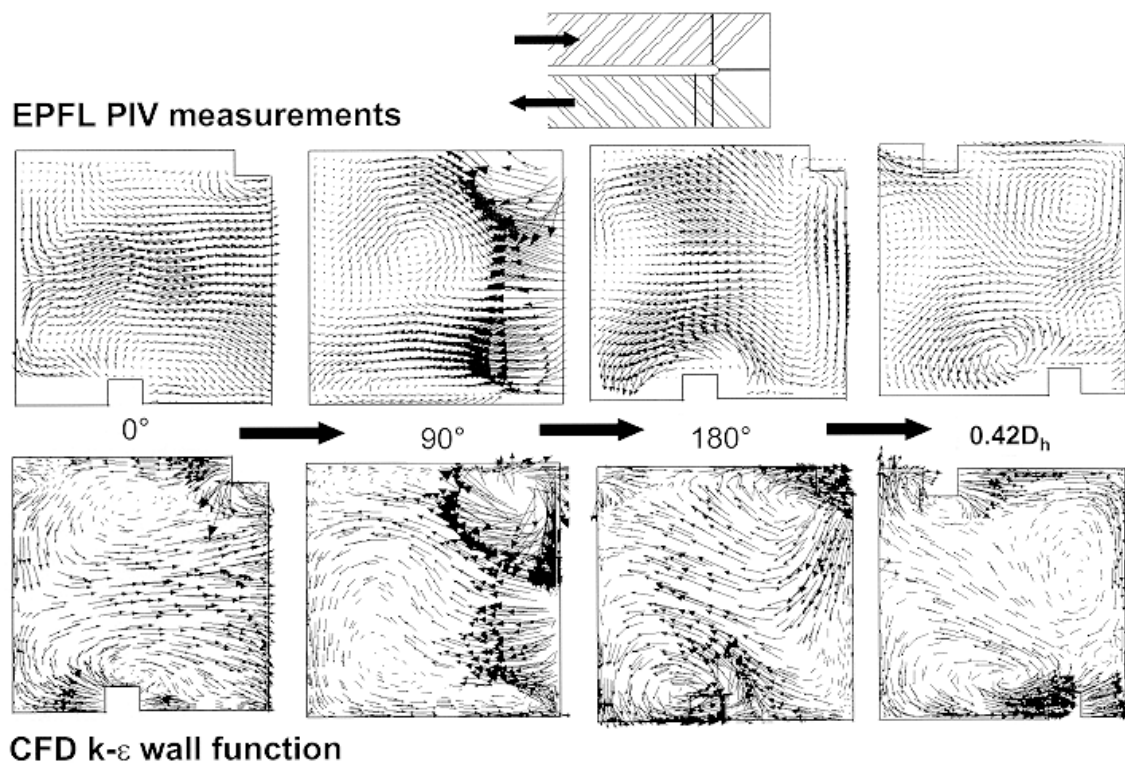 EPFL PIV measurements
0° 90° 180° 0.42Dₕ
CFD k-ε wall function